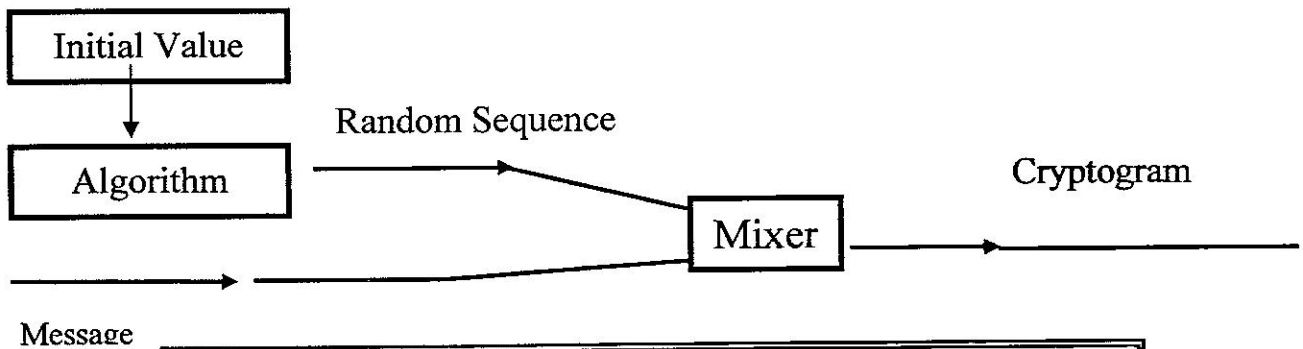 Initial Value
Random Sequence
Algorithm
Cryptogram
Mixer
Message